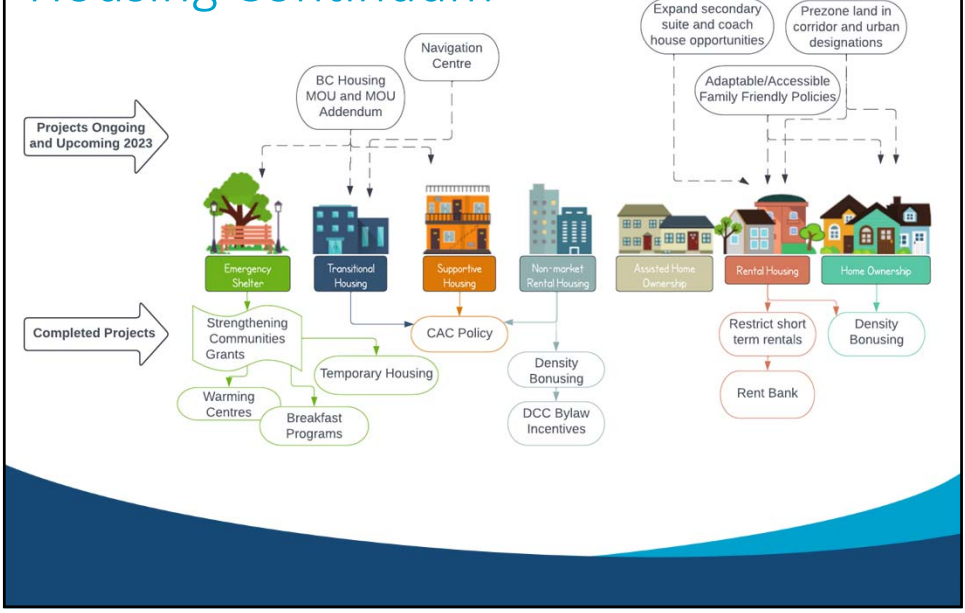 Housing Continuum
Expand secondary
suite and coach
house opportunities
Prezone land in
corridor and urban
designations
Navigation
Centre
BC Housing
MOU and MOU
Addendum
Adaptable/Accessible
Family Friendly Policies
Projects Ongoing
and Upcoming 2023
Emergency
Shelter
Transitional
Housing
Supportive
Housing
Non-market
Rental Housing
Assisted Home
Ownership
Rental Housing
Home Ownership
Completed Projects
Strengthening
Communities
Grants
CAC Policy
Restrict short
term rentals
Density
Bonusing
Temporary Housing
Density
Bonusing
Warming
Centres
Breakfast
Programs
DCC Bylaw
Incentives
Rent Bank